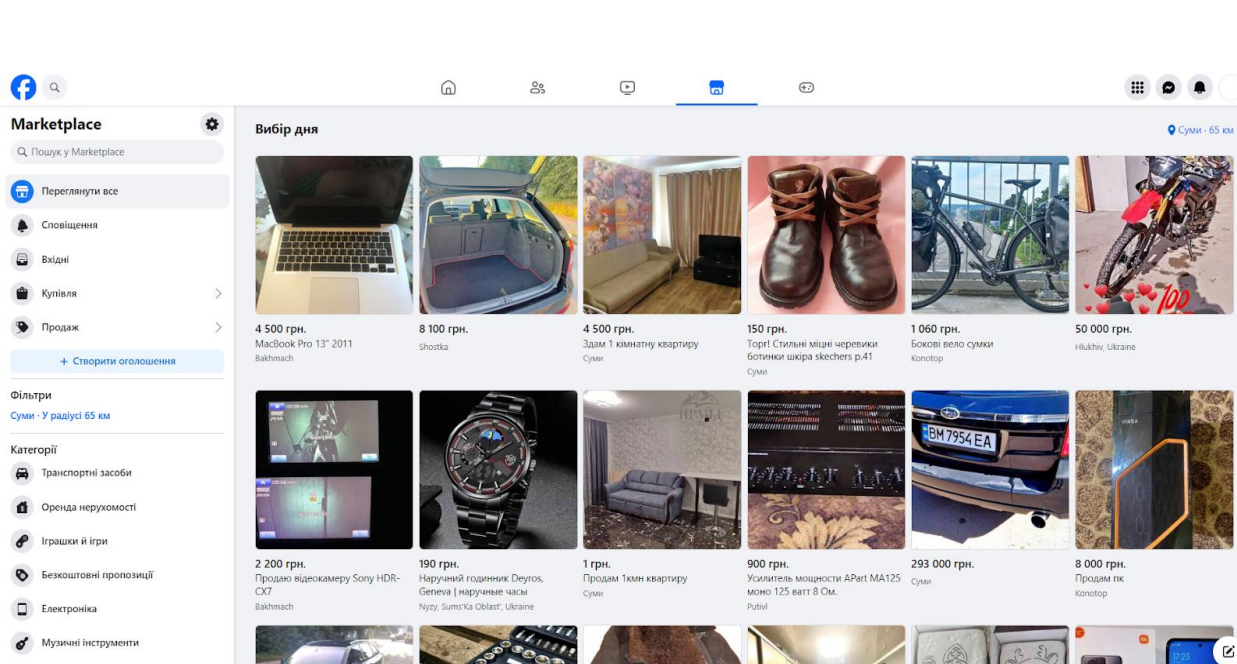 Marketplace
Пошук у Marketplace
Переглянути все
Сповіщення
Вхідні
Купівля
Продаж
+ Створити оголошення
Фільтри
Суми · У радіусі 65 км
Категорії
Транспортні засоби
Оренда нерухомості
Іграшки й ігри
Безкоштовні пропозиції
Електроніка
Музичні інструменти
Вибір дня
Суми · 65 км
4 500 грн.
MacBook Pro 13” 2011
Bakhmach
8 100 грн.
Shostka
4 500 грн.
Здам 1 кімнатну квартиру
Суми
150 грн.
Торг! Стильні міцні черевики
ботинки шкіра skechers р.41
Суми
1 060 грн.
Бокові вело сумки
Konotop
100
50 000 грн.
Hlukhiv, Ukraine
2 200 грн.
Продаю відеокамеру Sony HDR-
CX7
Bakhmach
190 грн.
Наручний годинник Deyros,
Geneva | наручные часы
Nyzy, Sums'Ka Oblast', Ukraine
1 грн.
Продам 1кмн квартиру
Суми
900 грн.
Усилитель мощности APart MA125
моно 125 ватт 8 Ом.
Putivl
BM 7954 EA
293 000 грн.
Суми
VINGA
8 000 грн.
Продам пк
Konotop
17:23